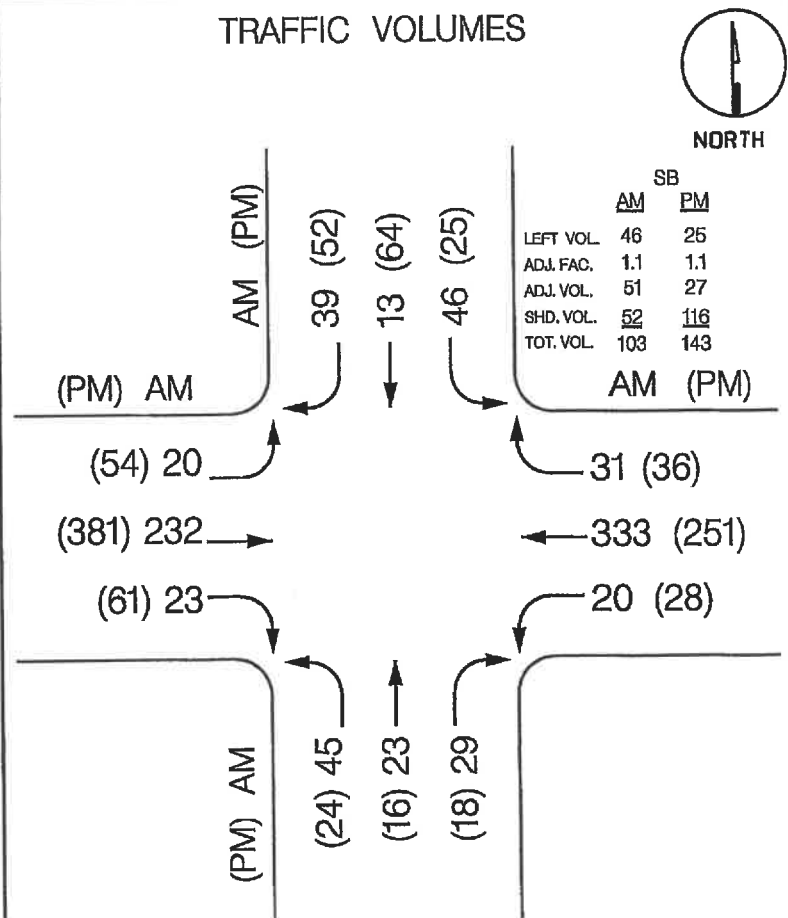 TRAFFIC VOLUMES
NORTH
SB
AM PM
LEFT VOL. 46 25
ADJ. FAC. 1.1 1.1
ADJ. VOL. 51 27
SHD. VOL. 52 116
TOT. VOL. 103 143
AM (PM)
39 (52)
13 (64)
46 (25)
(PM) AM
AM (PM)
(54) 20
31 (36)
(381) 232
333 (251)
(61) 23
20 (28)
(PM) AM
(24) 45
(16) 23
(18) 29